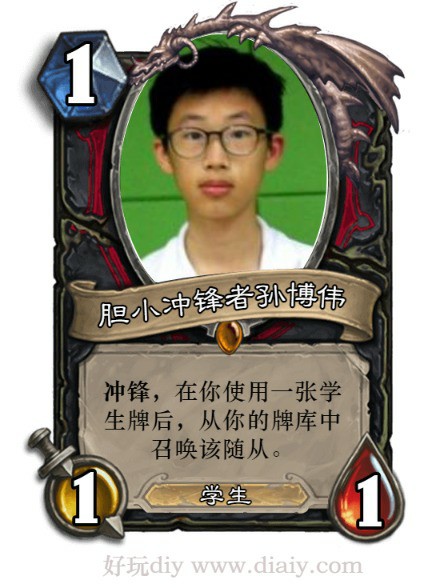 1
胆小冲锋者孙博伟
冲锋，在你使用一张学
生牌后，从你的牌库中
召唤该随从。
1
学生
1
好玩diy www.diaiy.com